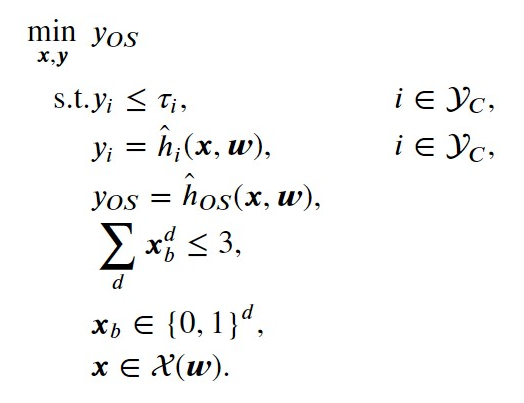 min y_OS
x,y
s.t. y_i ≤ τ_i, i ∈ 𝒴_C,
y_i = ĥ_i(x, w), i ∈ 𝒴_C,
y_OS = ĥ_OS(x, w),
∑_d x_b^d ≤ 3,
x_b ∈ {0, 1}^d,
x ∈ 𝒳(w).